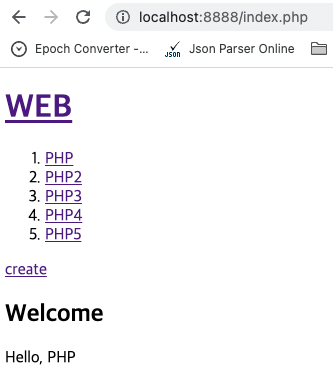 localhost:8888/index.php
Epoch Converter -... Json Parser Online
WEB
1. PHP
2. PHP2
3. PHP3
4. PHP4
5. PHP5
create
Welcome
Hello, PHP